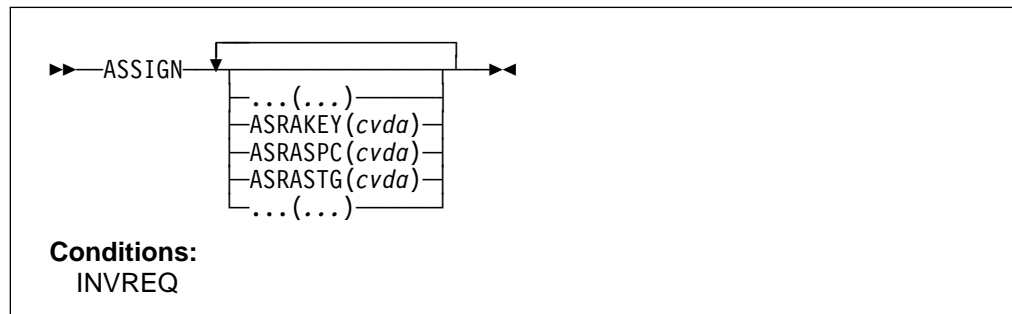 ASSIGN
...(...)
ASRAKEY(cvda)
ASRASPC(cvda)
ASRASTG(cvda)
...(...)
Conditions:
INVREQ